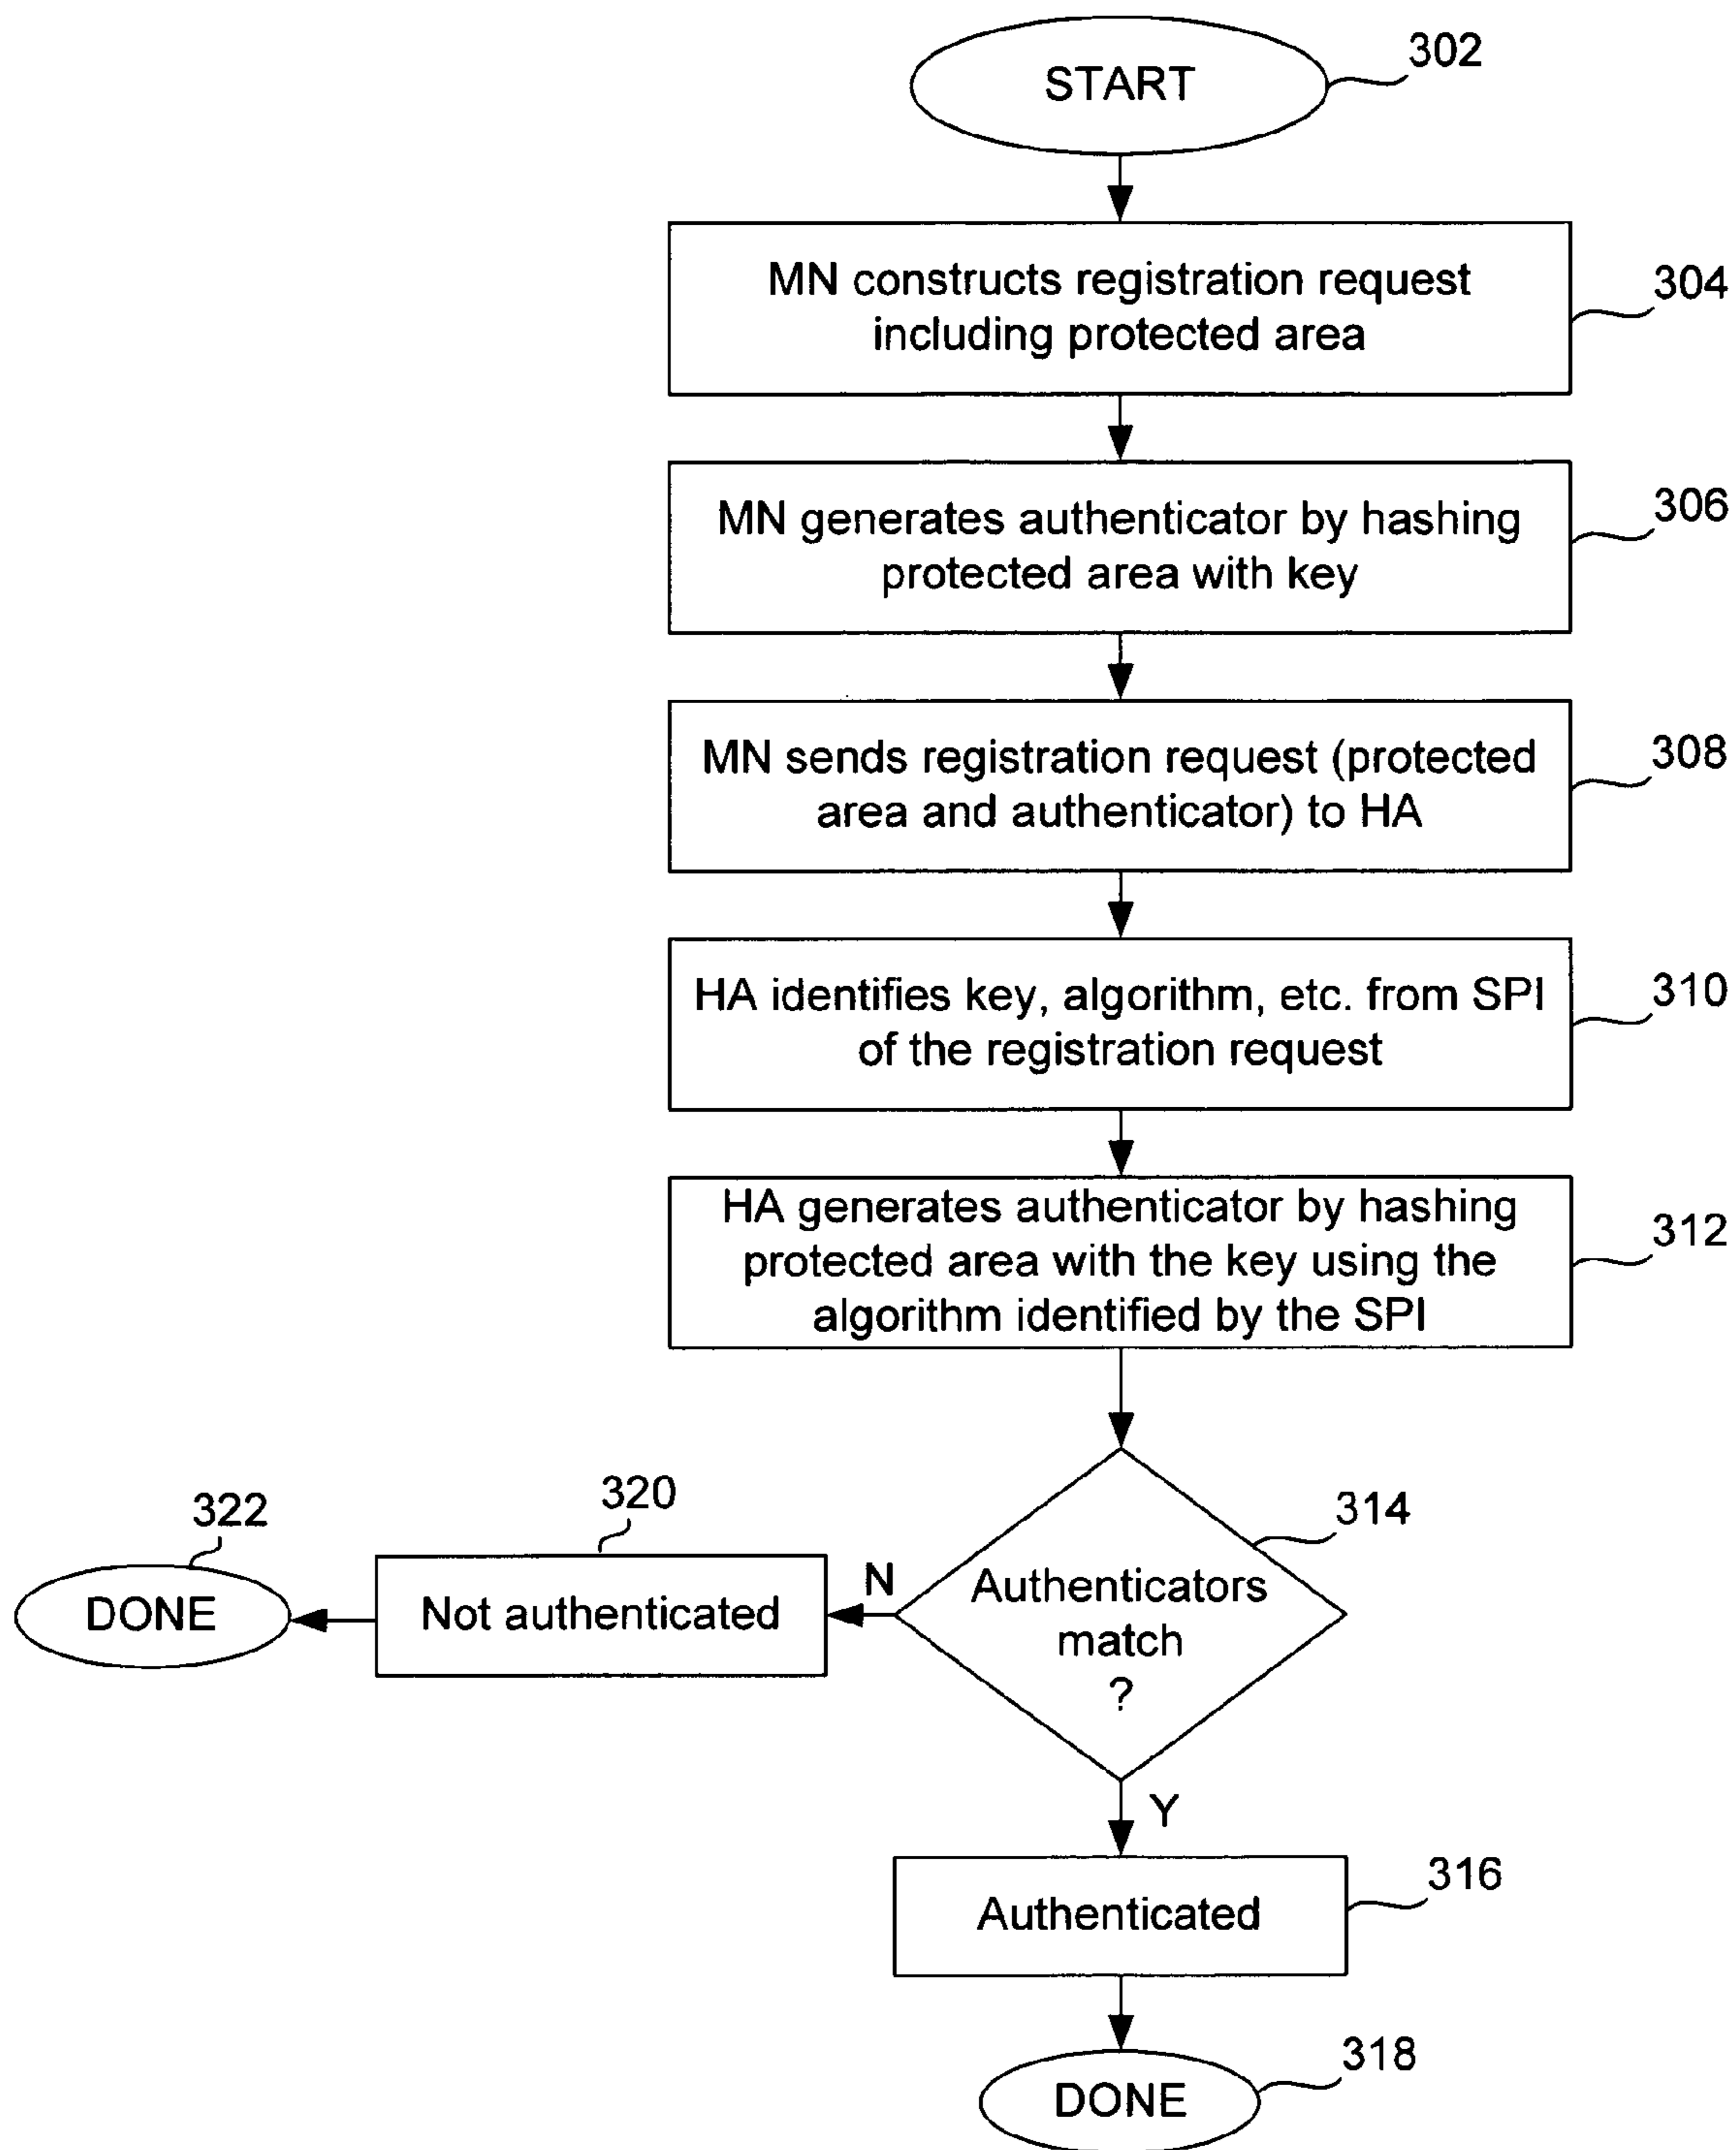 START
302
MN constructs registration request
including protected area
304
MN generates authenticator by hashing
protected area with key
306
MN sends registration request (protected
area and authenticator) to HA
308
HA identifies key, algorithm, etc. from SPI
of the registration request
310
HA generates authenticator by hashing
protected area with the key using the
algorithm identified by the SPI
312
Authenticators
match
?
314
N
320
Not authenticated
322
DONE
Y
Authenticated
316
DONE
318